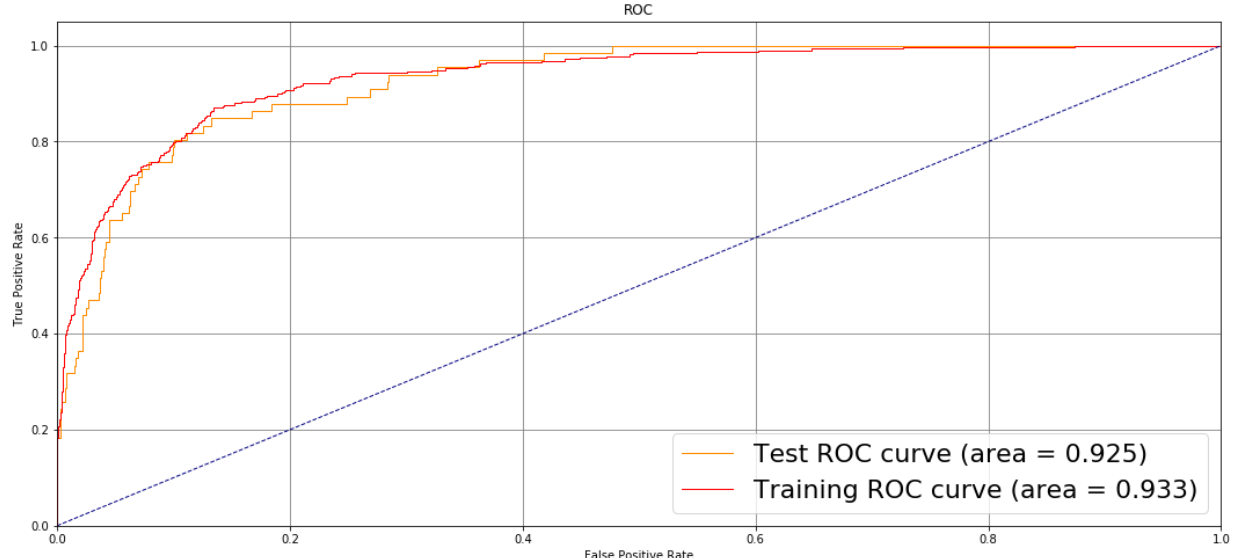 ROC
1.0
0.8
0.6
0.4
0.2
0.0
True Positive Rate
Test ROC curve (area = 0.925)
Training ROC curve (area = 0.933)
0.0 0.2 0.4 0.6 0.8 1.0
False Positive Rate